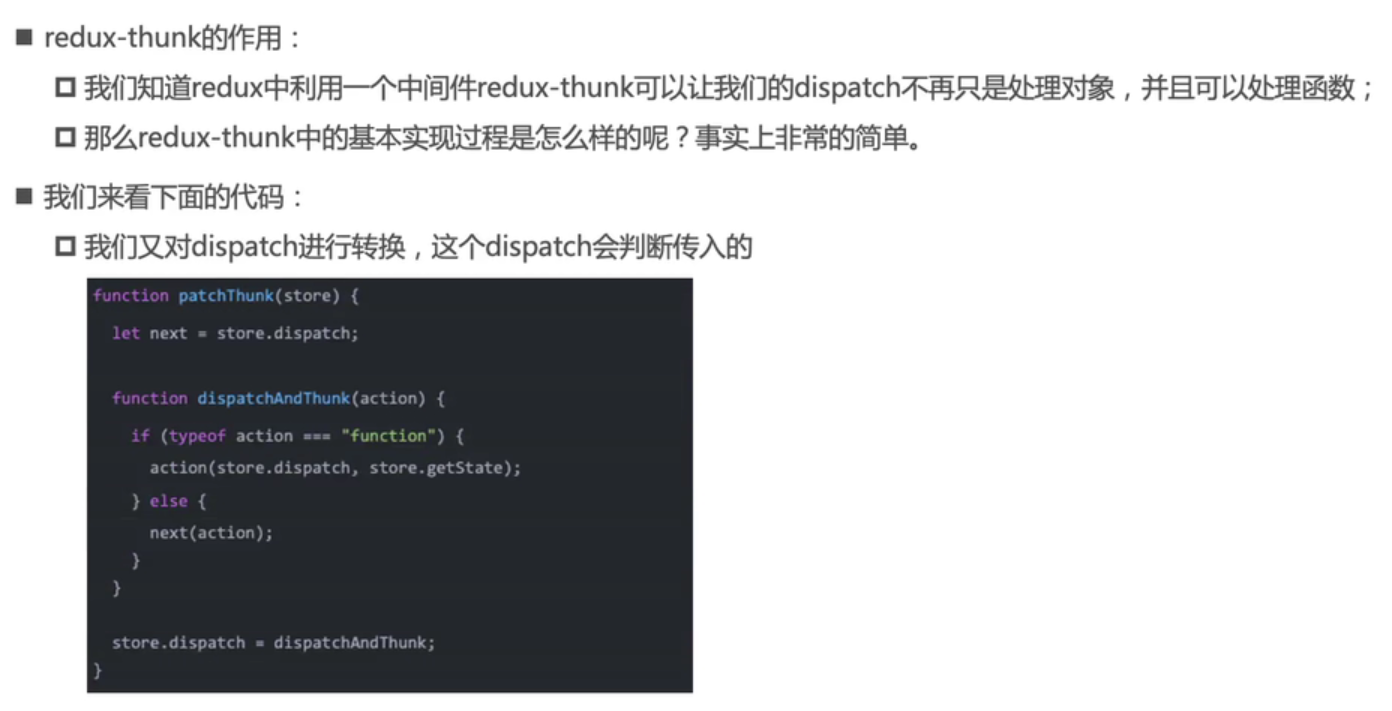 ■ redux-thunk的作用：
我们知道redux中利用一个中间件redux-thunk可以让我们的dispatch不再只是处理对象，并且可以处理函数；
那么redux-thunk中的基本实现过程是怎么样的呢？事实上非常的简单。
■ 我们来看下面的代码：
我们又对dispatch进行转换，这个dispatch会判断传入的
function patchThunk(store) {
  let next = store.dispatch;
  function dispatchAndThunk(action) {
    if (typeof action === "function") {
      action(store.dispatch, store.getState);
    } else {
      next(action);
    }
  }
  store.dispatch = dispatchAndThunk;
}